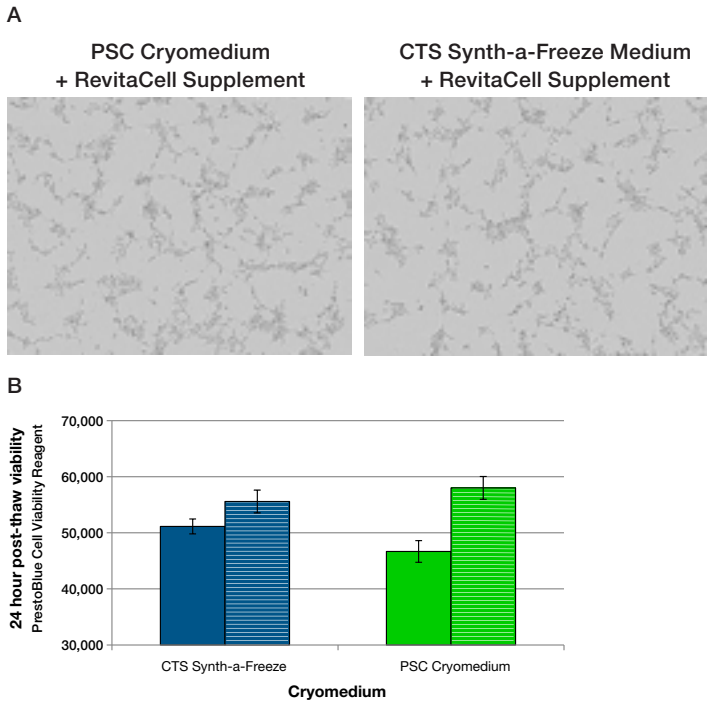 A
PSC Cryomedium
+ RevitaCell Supplement
CTS Synth-a-Freeze Medium
+ RevitaCell Supplement
B
24 hour post-thaw viability
PrestoBlue Cell Viability Reagent
70,000
60,000
50,000
40,000
30,000
CTS Synth-a-Freeze
PSC Cryomedium
Cryomedium